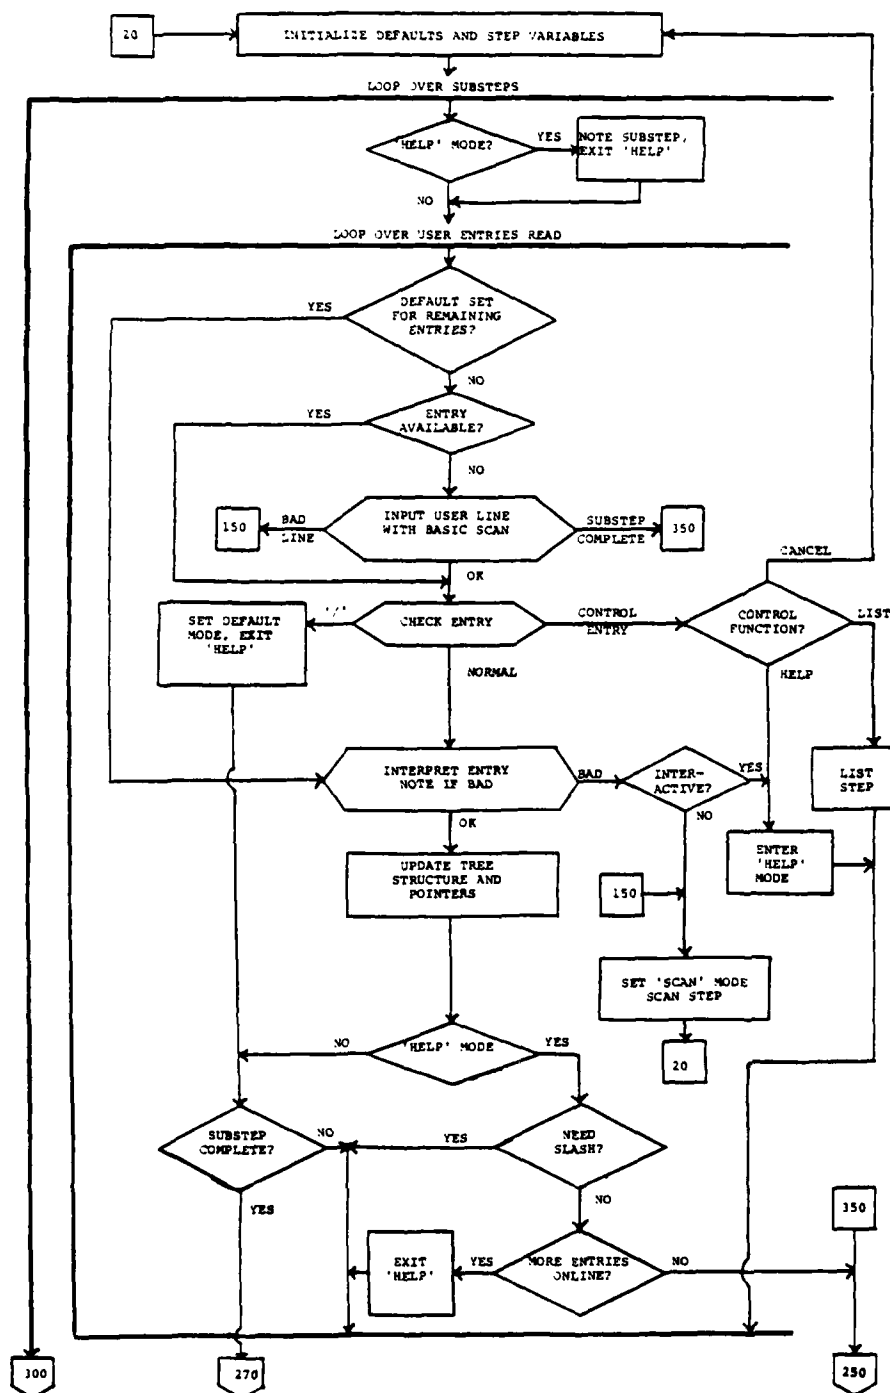 20
INITIALIZE DEFAULTS AND STEP VARIABLES
LOOP OVER SUBSTEPS
'HELP' MODE?
YES
NOTE SUBSTEP,
EXIT 'HELP'
NO
LOOP OVER USER ENTRIES READ
YES
DEFAULT SET
FOR REMAINING
ENTRIES?
NO
YES
ENTRY
AVAILABLE?
NO
150
BAD
LINE
INPUT USER LINE
WITH BASIC SCAN
SUBSTEP
COMPLETE
350
CANCEL
OK
SET DEFAULT
MODE, EXIT
'HELP'
'/'
CHECK ENTRY
CONTROL
ENTRY
CONTROL
FUNCTION?
LIST
NORMAL
HELP
INTERPRET ENTRY
NOTE IF BAD
BAD
INTER-
ACTIVE?
YES
LIST
STEP
OK
NO
UPDATE TREE
STRUCTURE AND
POINTERS
ENTER
'HELP'
MODE
150
SET 'SCAN' MODE
SCAN STEP
NO
'HELP' MODE
YES
20
SUBSTEP
COMPLETE?
NO
YES
NEED
SLASH?
YES
NO
350
EXIT
'HELP'
YES
MORE ENTRIES
ONLINE?
NO
300
270
250